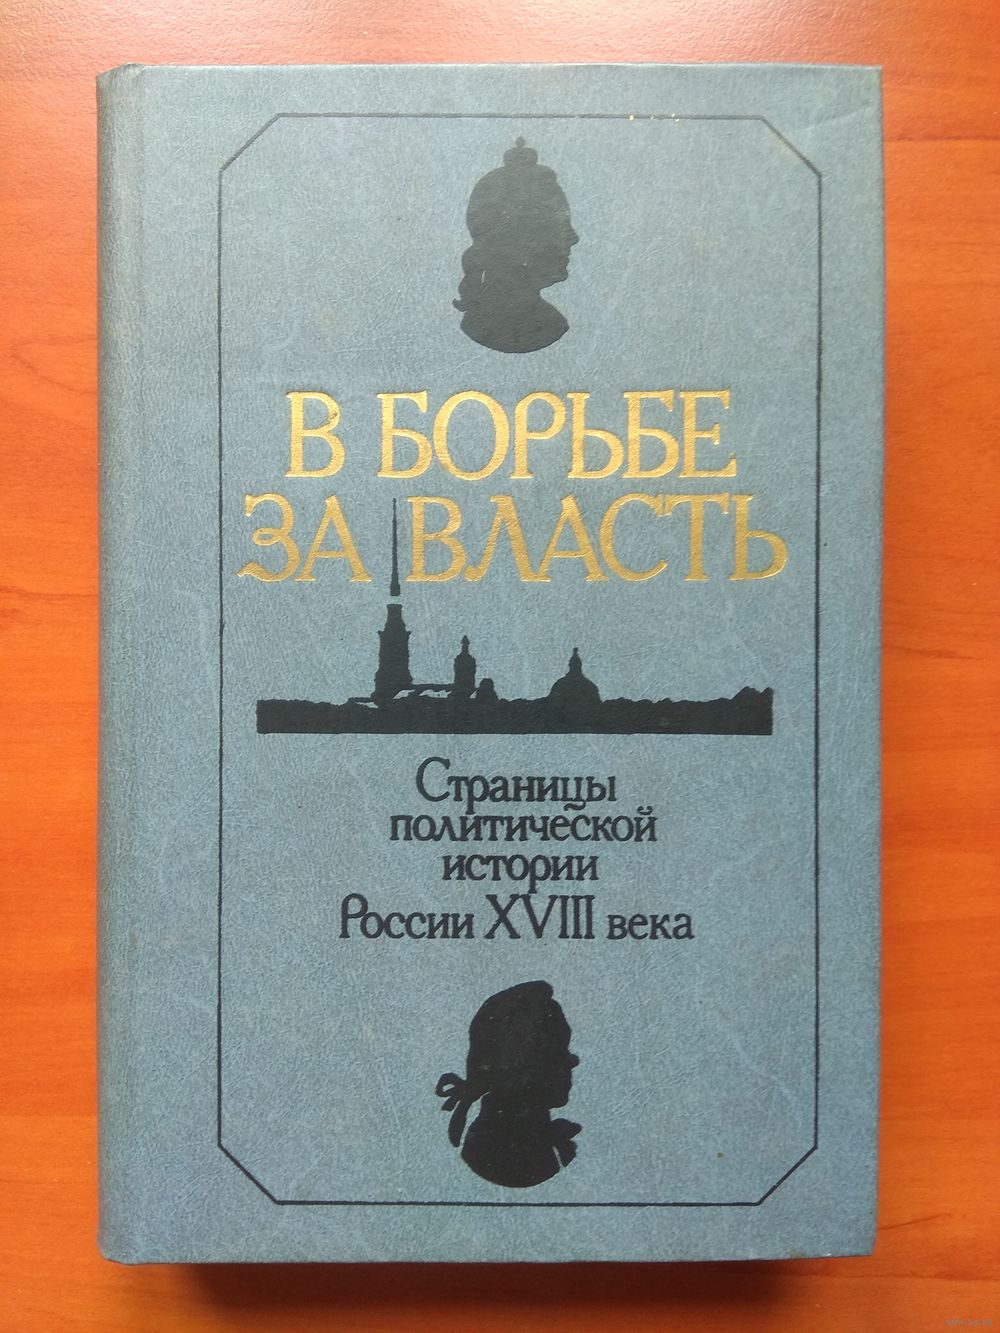 В БОРЬБЕ
ЗА ВЛАСТЬ
Страницы
политической
истории
России XVIII века